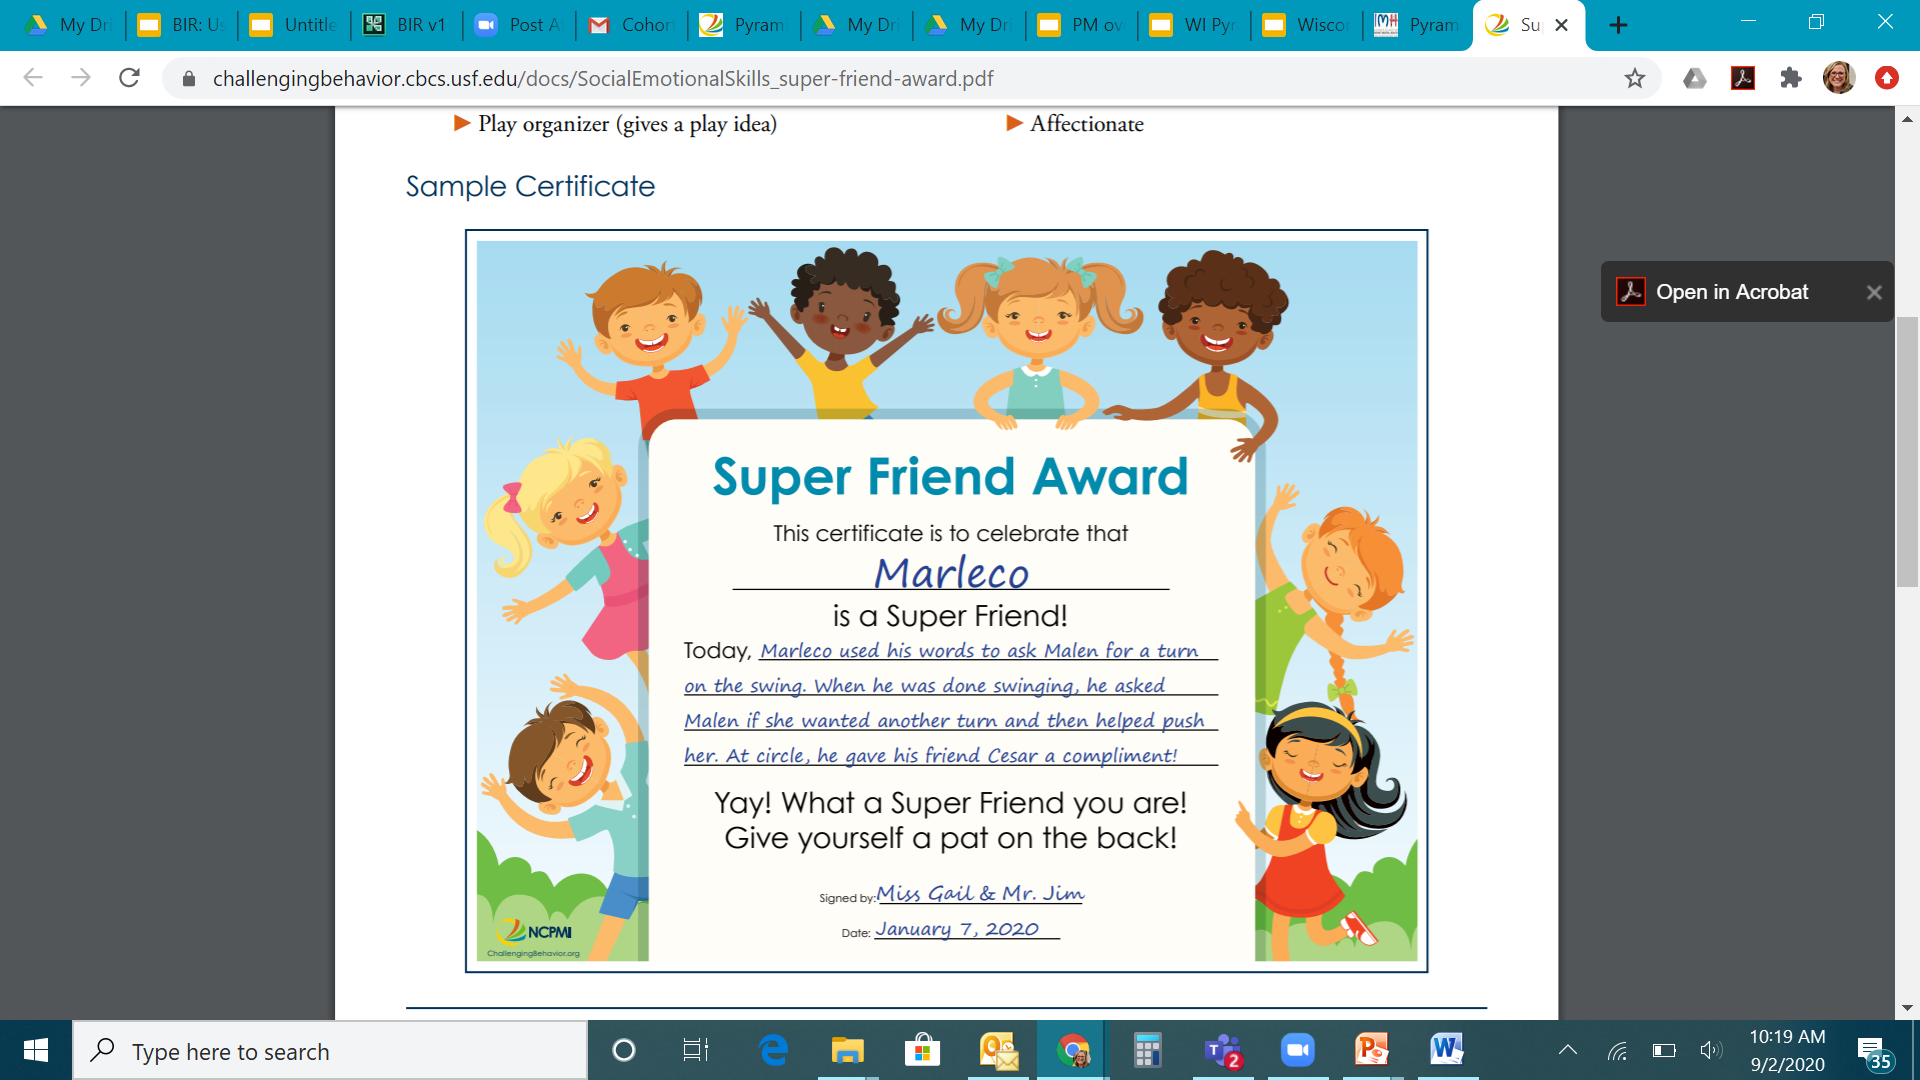 My Dri
BIR: Us
Untitle
BIR v1
Post A
Cohor
Pyrami
My Dri
My Dri
PM ove
WI Pyr
Wiscor
Pyram
Su
challengingbehavior.cbcs.usf.edu/docs/SocialEmotionalSkills_super-friend-award.pdf
Play organizer (gives a play idea)
Affectionate
Sample Certificate
Open in Acrobat
Super Friend Award
This certificate is to celebrate that
Marleco
is a Super Friend!
Today, Marleco used his words to ask Malen for a turn
on the swing. When he was done swinging, he asked
Malen if she wanted another turn and then helped push
her. At circle, he gave his friend Cesar a compliment!
Yay! What a Super Friend you are!
Give yourself a pat on the back!
Signed by: Miss Gail & Mr. Jim
Date: January 7, 2020
NCPMI
ChallengingBehavior.org
Type here to search
2
10:19 AM
9/2/2020
35